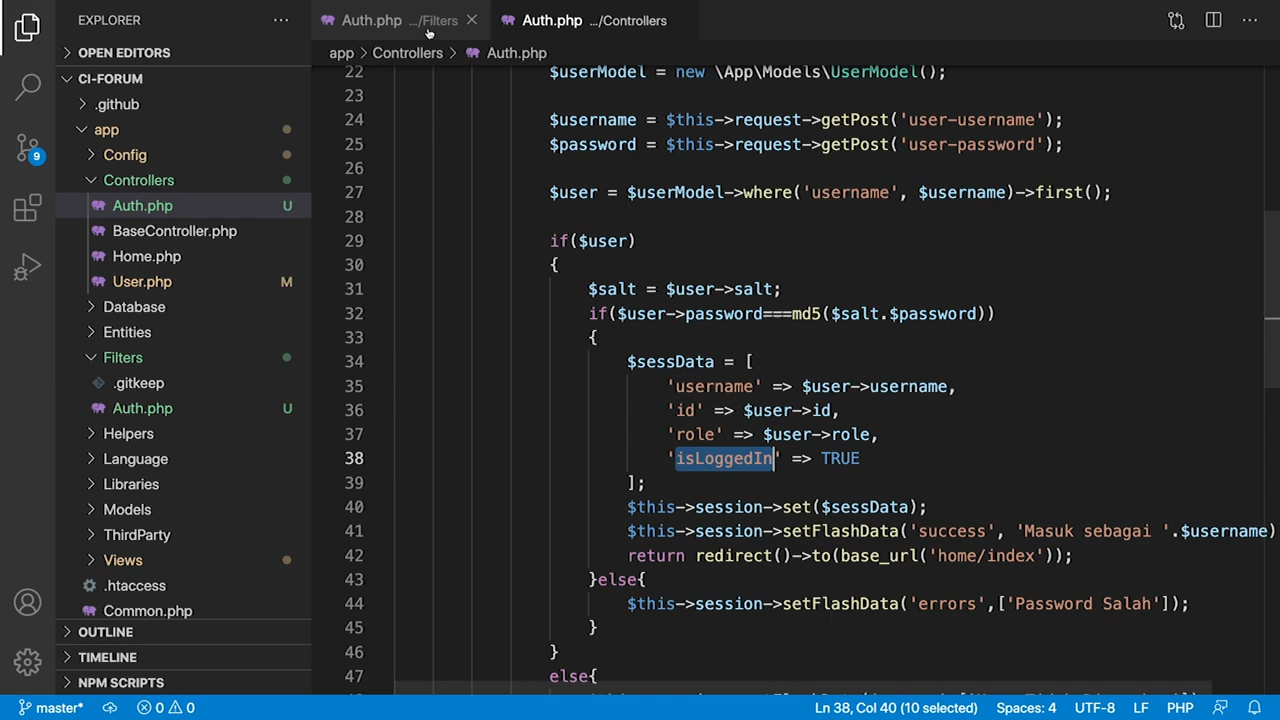 EXPLORER
OPEN EDITORS
CI-FORUM
.github
app
Config
Controllers
Auth.php U
BaseController.php
Home.php
User.php M
Database
Entities
Filters
.gitkeep
Auth.php U
Helpers
Language
Libraries
Models
ThirdParty
Views
.htaccess
Common.php
OUTLINE
TIMELINE
NPM SCRIPTS
9
Auth.php .../Filters
Auth.php .../Controllers
app > Controllers > Auth.php
22 $userModel = new \App\Models\UserModel();
23
24 $username = $this->request->getPost('user-username');
25 $password = $this->request->getPost('user-password');
26
27 $user = $userModel->where('username', $username)->first();
28
29 if($user)
30 {
31 $salt = $user->salt;
32 if($user->password===md5($salt.$password))
33 {
34 $sessData = [
35 'username' => $user->username,
36 'id' => $user->id,
37 'role' => $user->role,
38 'isLoggedIn' => TRUE
39 ];
40 $this->session->set($sessData);
41 $this->session->setFlashData('success', 'Masuk sebagai '.$username)
42 return redirect()->to(base_url('home/index'));
43 }else{
44 $this->session->setFlashData('errors',['Password Salah']);
45 }
46 }
47 else{
master* 0 0 Ln 38, Col 40 (10 selected) Spaces: 4 UTF-8 LF PHP